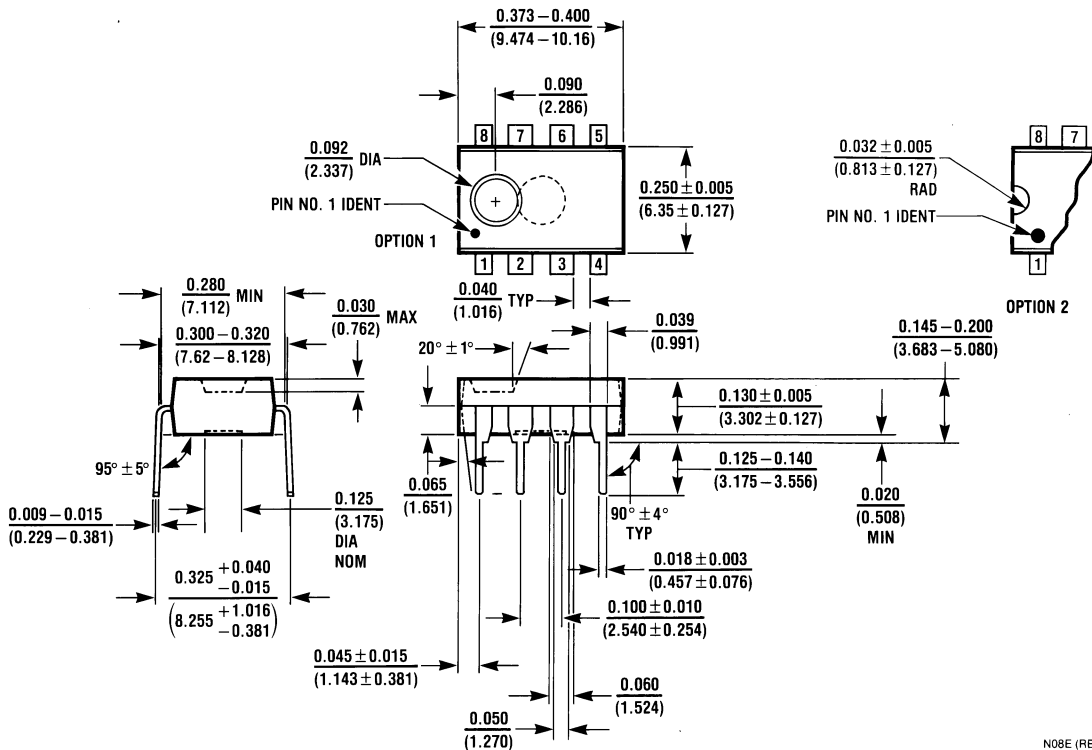 0.373 – 0.400
(9.474 – 10.16)
0.090
(2.286)
8 7 6 5
0.092
(2.337)
DIA
PIN NO. 1 IDENT
OPTION 1
1 2 3 4
0.250 ± 0.005
(6.35 ± 0.127)
0.032 ± 0.005
(0.813 ± 0.127)
RAD
PIN NO. 1 IDENT
8 7
1
OPTION 2
0.280
(7.112)
MIN
0.300 – 0.320
(7.62 – 8.128)
0.030
(0.762)
MAX
0.040
(1.016)
TYP
0.039
(0.991)
0.145 – 0.200
(3.683 – 5.080)
20° ± 1°
0.130 ± 0.005
(3.302 ± 0.127)
95° ± 5°
0.065
(1.651)
0.125 – 0.140
(3.175 – 3.556)
90° ± 4°
TYP
0.020
(0.508)
MIN
0.009 – 0.015
(0.229 – 0.381)
0.125
(3.175)
DIA
NOM
0.018 ± 0.003
(0.457 ± 0.076)
0.325 +0.040
–0.015
(8.255 +1.016
–0.381)
0.100 ± 0.010
(2.540 ± 0.254)
0.045 ± 0.015
(1.143 ± 0.381)
0.060
(1.524)
0.050
(1.270)
N08E (RE